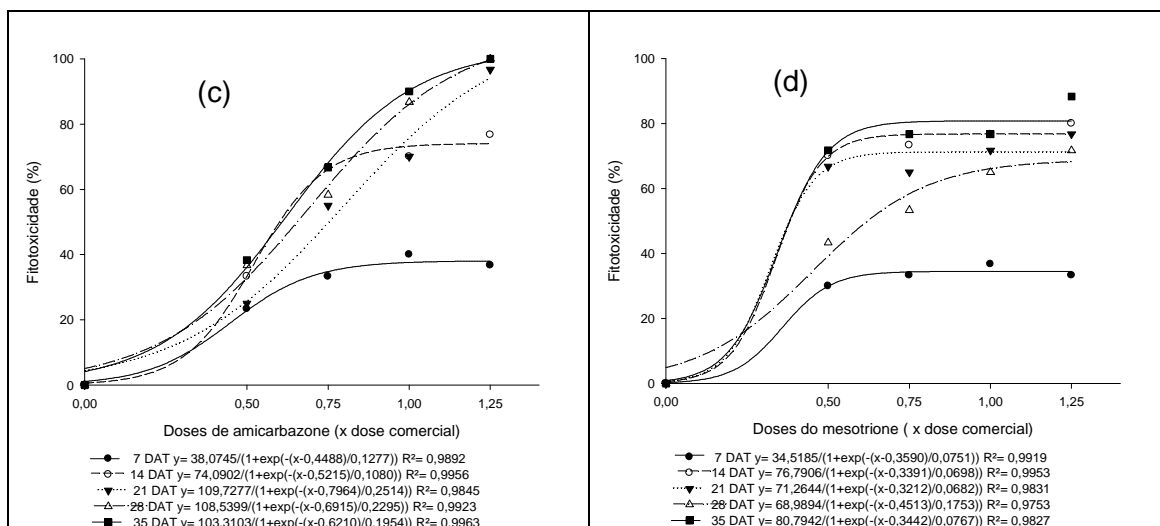 (c)
Fitotoxicidade (%)
100
80
60
40
20
0
0,00 0,50 0,75 1,00 1,25
Doses de amicarbazone (x dose comercial)
7 DAT y= 38,0745/(1+exp(-(x-0,4488)/0,1277)) R²= 0,9892
14 DAT y= 74,0902/(1+exp(-(x-0,5215)/0,1080)) R²= 0,9956
21 DAT y= 109,7277/(1+exp(-(x-0,7964)/0,2514)) R²= 0,9845
28 DAT y= 108,5399/(1+exp(-(x-0,6915)/0,2295)) R²= 0,9923
35 DAT y= 103,3103/(1+exp(-(x-0,6210)/0,1954)) R²= 0,9963
(d)
Fitotoxicidade (%)
100
80
60
40
20
0
0,00 0,50 0,75 1,00 1,25
Doses do mesotrione ( x dose comercial)
7 DAT y= 34,5185/(1+exp(-(x-0,3590)/0,0751)) R²= 0,9919
14 DAT y= 76,7906/(1+exp(-(x-0,3391)/0,0698)) R²= 0,9953
21 DAT y= 71,2644/(1+exp(-(x-0,3212)/0,0682)) R²= 0,9831
28 DAT y= 68,9894/(1+exp(-(x-0,4513)/0,1753)) R²= 0,9753
35 DAT y= 80,7942/(1+exp(-(x-0,3442)/0,0767)) R²= 0,9827